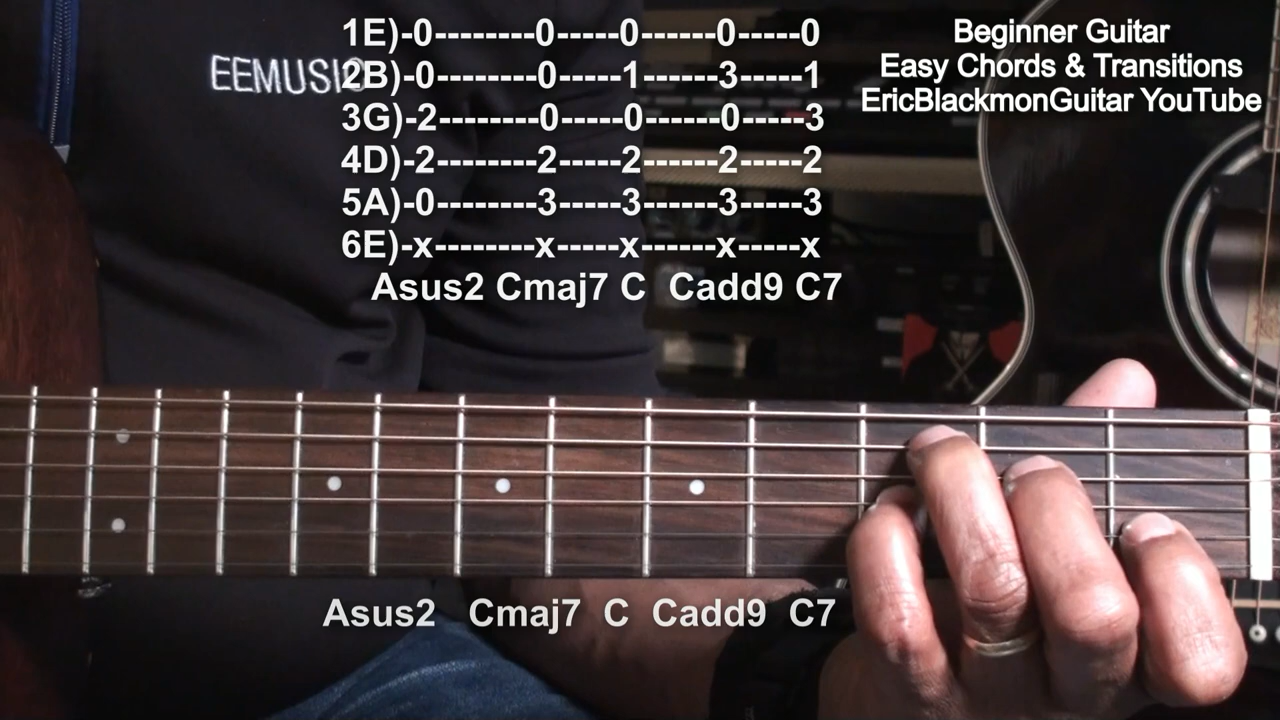 1E)-0--------0-----0------0-----0
EEMUSIC
2B)-0--------0-----1------3-----1
3G)-2--------0-----0------0-----3
4D)-2--------2-----2------2-----2
5A)-0--------3-----3------3-----3
6E)-x--------x-----x------x-----x
Asus2 Cmaj7 C Cadd9 C7
Beginner Guitar
Easy Chords & Transitions
EricBlackmonGuitar YouTube
Asus2 Cmaj7 C Cadd9 C7